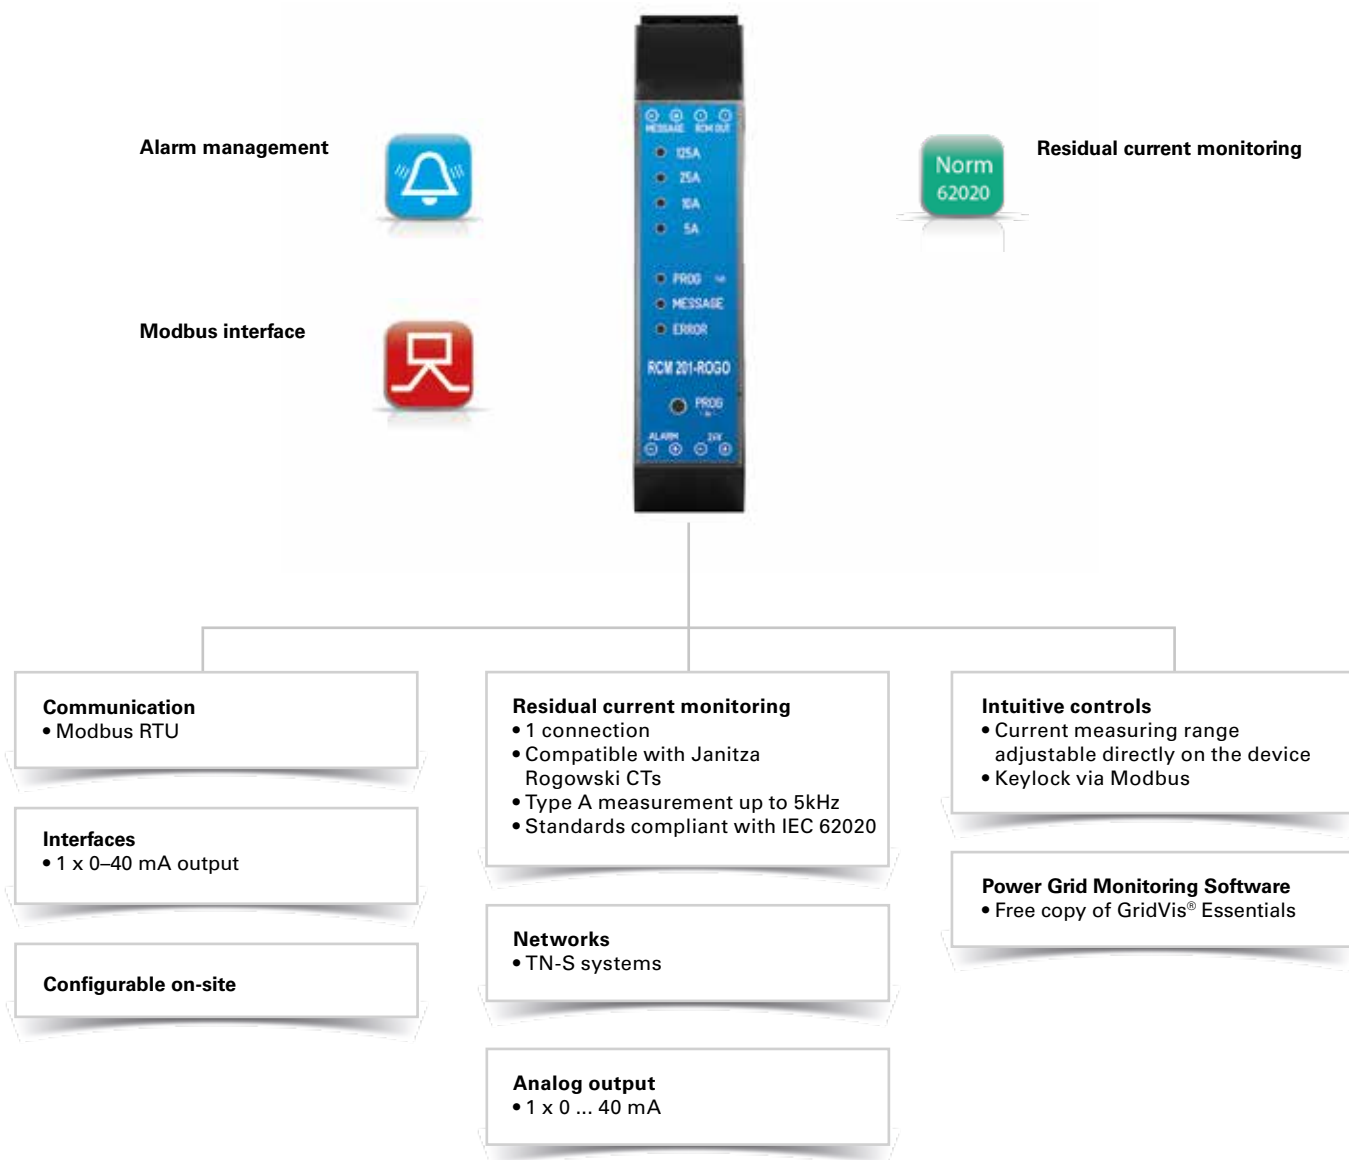 Alarm management
Modbus interface
MESSAGE RCM OUT
125A
25A
10A
5A
PROG
MESSAGE
ERROR
RCM 201-ROGO
PROG
ALARM 24V
Norm
62020
Residual current monitoring
Communication
• Modbus RTU
Interfaces
• 1 x 0–40 mA output
Configurable on-site
Residual current monitoring
• 1 connection
• Compatible with Janitza
Rogowski CTs
• Type A measurement up to 5kHz
• Standards compliant with IEC 62020
Networks
• TN-S systems
Analog output
• 1 x 0 ... 40 mA
Intuitive controls
• Current measuring range
adjustable directly on the device
• Keylock via Modbus
Power Grid Monitoring Software
• Free copy of GridVis® Essentials